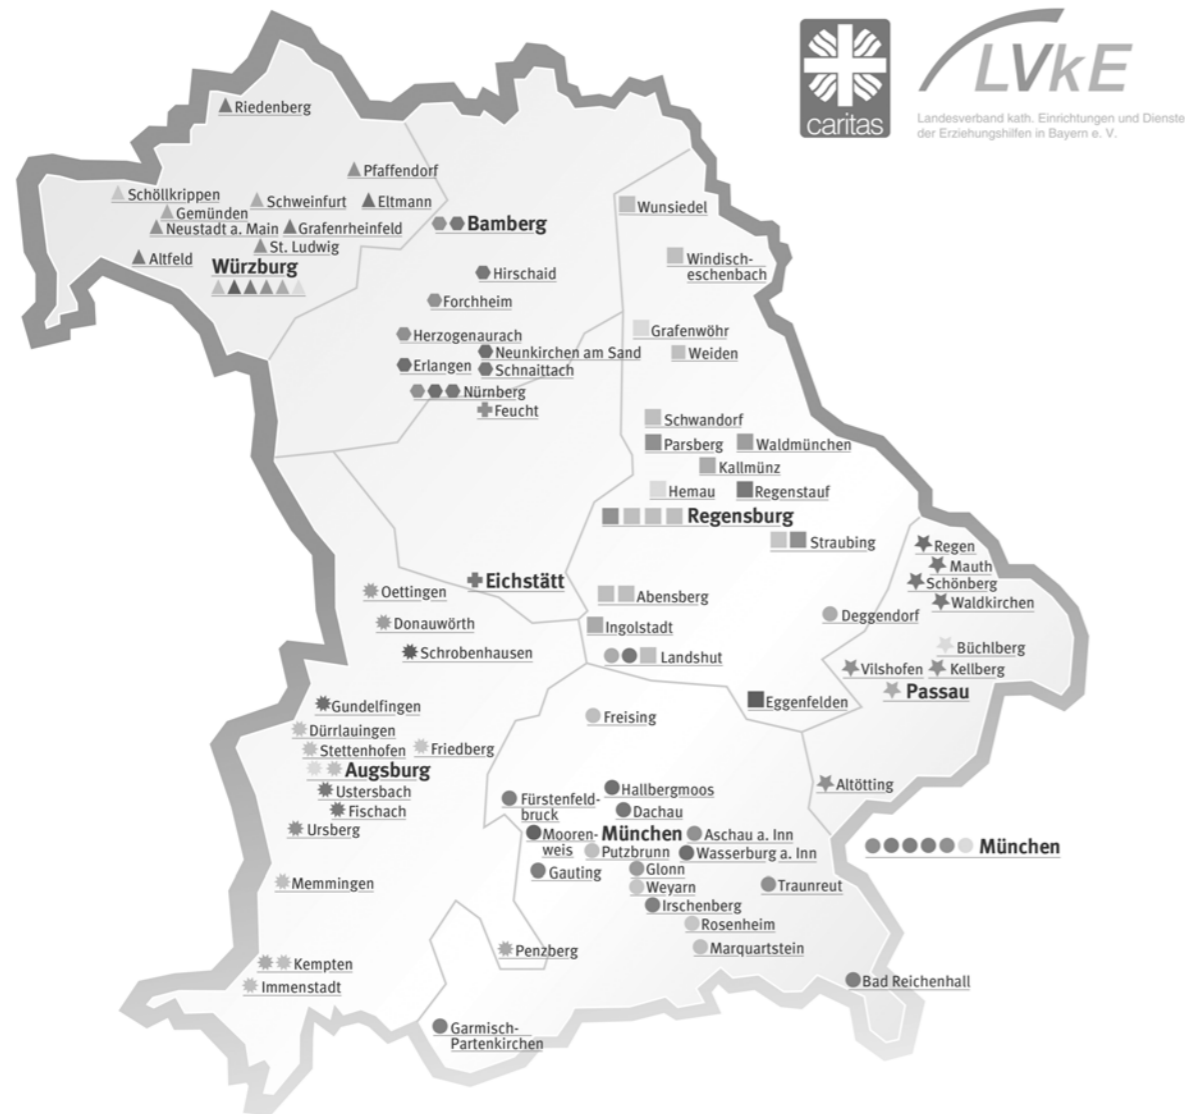 caritas
LVkE
Landesverband kath. Einrichtungen und Dienste
der Erziehungshilfen in Bayern e. V.
Riedenberg
Pfaffendorf
Schöllkrippen
Schweinfurt
Eltmann
Gemünden
Neustadt a. Main
Grafenrheinfeld
St. Ludwig
Altfeld
Würzburg
Bamberg
Hirschaid
Forchheim
Herzogenaurach
Neunkirchen am Sand
Erlangen
Schnaittach
Nürnberg
Feucht
Wunsiedel
Windisch-
eschenbach
Grafenwöhr
Weiden
Schwandorf
Parsberg
Waldmünchen
Kallmünz
Hemau
Regenstauf
Regensburg
Straubing
Regen
Mauth
Schönberg
Waldkirchen
Eichstätt
Oettingen
Abensberg
Deggendorf
Donauwörth
Ingolstadt
Schrobenhausen
Landshut
Büchlberg
Vilshofen
Kellberg
Passau
Eggenfelden
Gundelfingen
Freising
Dürrlauingen
Stettenhofen
Friedberg
Augsburg
Altötting
Ustersbach
Fischach
Ursberg
Hallbergmoos
Fürstenfeld-
bruck
Dachau
Mooren-
weis
München
Aschau a. Inn
Putzbrunn
Wasserburg a. Inn
München
Gauting
Glonn
Weyarn
Traunreut
Irschenberg
Rosenheim
Marquartstein
Memmingen
Penzberg
Kempten
Immenstadt
Bad Reichenhall
Garmisch-
Partenkirchen